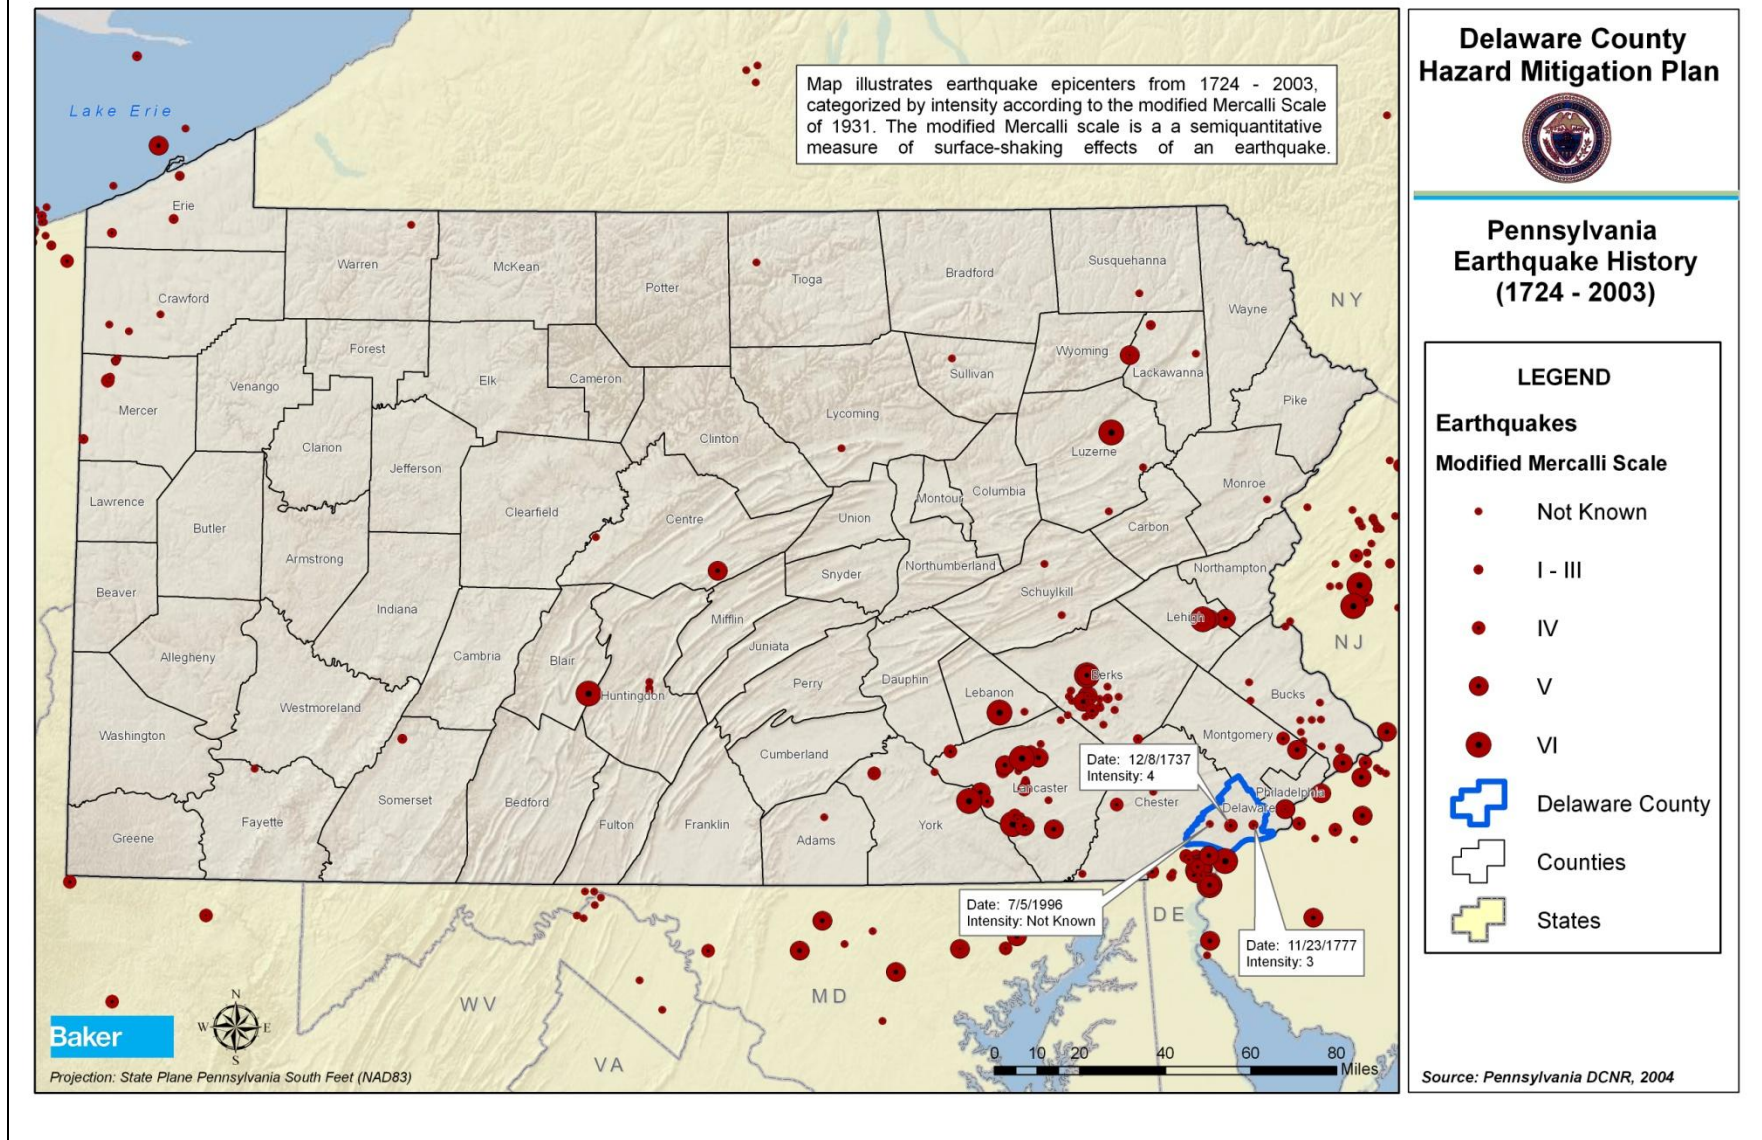 Map illustrates earthquake epicenters from 1724 - 2003,
categorized by intensity according to the modified Mercalli Scale
of 1931. The modified Mercalli scale is a a semiquantitative
measure of surface-shaking effects of an earthquake.
Lake Erie
Erie
Warren
McKean
Potter
Tioga
Bradford
Susquehanna
Wayne
NY
Crawford
Forest
Venango
Elk
Cameron
Sullivan
Wyoming
Lackawanna
Pike
Mercer
Clarion
Jefferson
Clinton
Lycoming
Luzerne
Monroe
Lawrence
Butler
Armstrong
Clearfield
Centre
Union
Montour
Columbia
Carbon
Beaver
Indiana
Snyder
Northumberland
Schuylkill
Northampton
Lehigh
NJ
Allegheny
Westmoreland
Cambria
Blair
Huntingdon
Mifflin
Juniata
Perry
Dauphin
Lebanon
Berks
Bucks
Washington
Cumberland
Montgomery
Greene
Fayette
Somerset
Bedford
Fulton
Franklin
Adams
York
Lancaster
Chester
Delaware
Philadelphia
Date: 12/8/1737
Intensity: 4
Date: 7/5/1996
Intensity: Not Known
Date: 11/23/1777
Intensity: 3
DE
MD
WV
VA
Baker
N
W
E
S
Projection: State Plane Pennsylvania South Feet (NAD83)
0 10 20 40 60 80
Miles
Delaware County
Hazard Mitigation Plan
Pennsylvania
Earthquake History
(1724 - 2003)
LEGEND
Earthquakes
Modified Mercalli Scale
Not Known
I - III
IV
V
VI
Delaware County
Counties
States
Source: Pennsylvania DCNR, 2004